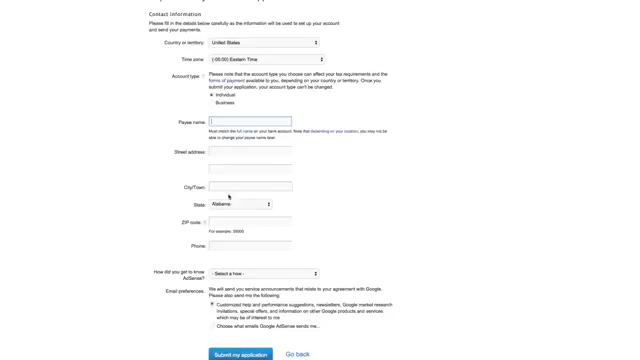 Contact Information
Please fill in the details below carefully as the information will be used to set up your account
and send your payments.
Country or territory: United States
Time zone: (-05:00) Eastern Time
Account type: ? Please note that the account type you choose can affect your tax requirements and the
forms of payment available to you, depending on your country or territory. Once you
submit your application, your account type can't be changed.
Individual
Business
Payee name:
Must match the full name on your bank account. Note that depending on your location, you may not be
able to change your payee name later.
Street address:
City/Town:
State: Alabama
ZIP code: ?
For example:
Phone:
How did you get to know
AdSense? - Select a how -
Email preferences: We will send you service announcements that relate to your agreement with Google.
Please also send me the following:
Customized help and performance suggestions, newsletters, Google market research
invitations, special offers, and information on other Google products and services
which may be of interest to me
Choose what emails Google AdSense sends me...
Submit my application Go back